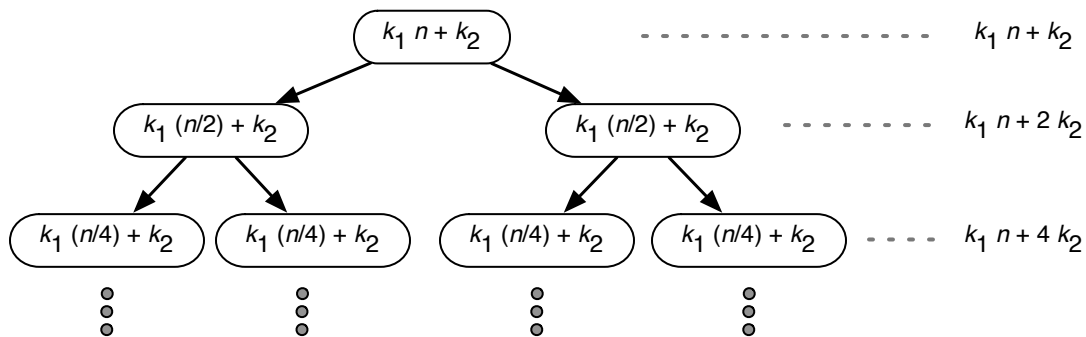 k₁ n + k₂ k₁ n + k₂
k₁ (n/2) + k₂ k₁ (n/2) + k₂ k₁ n + 2 k₂
k₁ (n/4) + k₂ k₁ (n/4) + k₂ k₁ (n/4) + k₂ k₁ (n/4) + k₂ k₁ n + 4 k₂